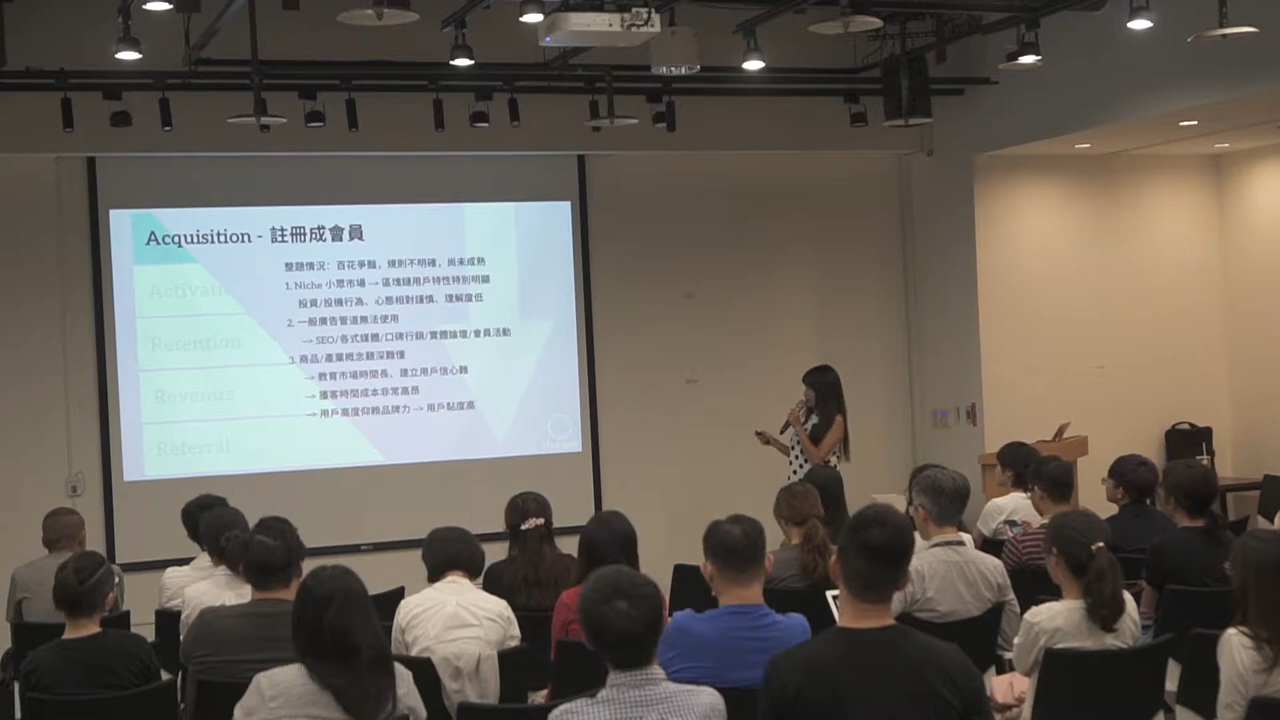 Acquisition - 註冊成會員
整題情況：百花爭豔，規則不明確，尚未成熟
1. Niche 小眾市場 → 區塊鏈用戶特性特別明顯
投資/投機行為、心態相對謹慎、理解度低
2. 一般廣告管道無法使用
→ SEO/各式媒體/口碑行銷/實體論壇/會員活動
3. 商品/產業概念艱深難懂
→ 教育市場時間長、建立用戶信心難
→ 獲客時間成本非常高昂
→ 用戶高度仰賴品牌力 → 用戶黏度高
Activation
Retention
Revenue
Referral